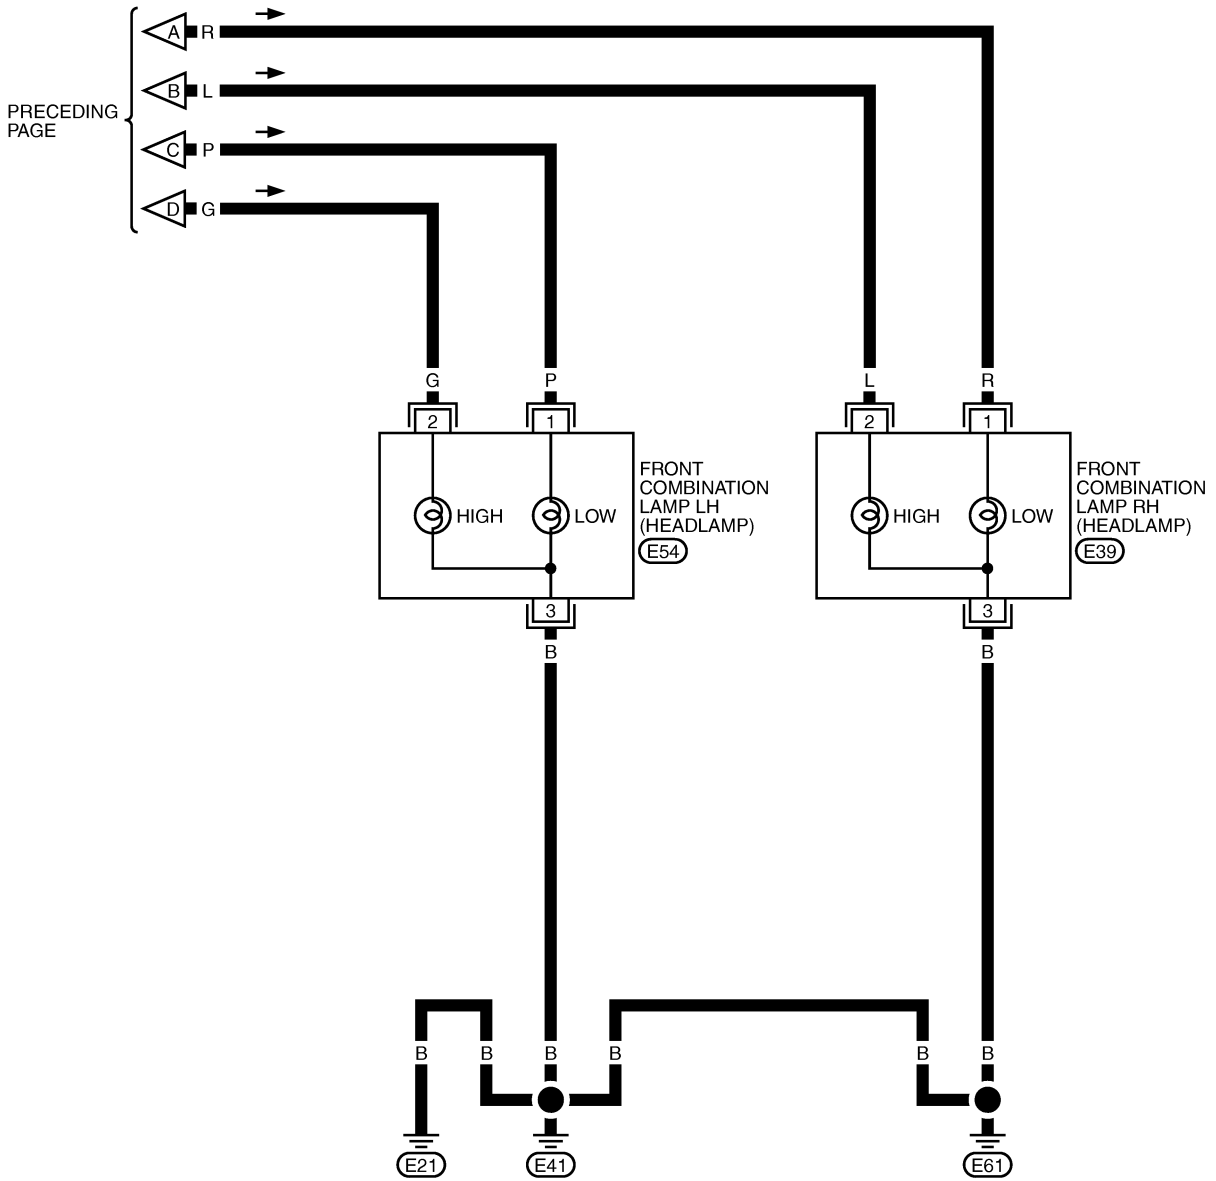 A R
B L
PRECEDING
PAGE
C P
D G
G P L R
2 1 2 1
HIGH LOW
FRONT
COMBINATION
LAMP LH
(HEADLAMP)
E54
HIGH LOW
FRONT
COMBINATION
LAMP RH
(HEADLAMP)
E39
3 3
B B
B B B B B B
E21 E41 E61